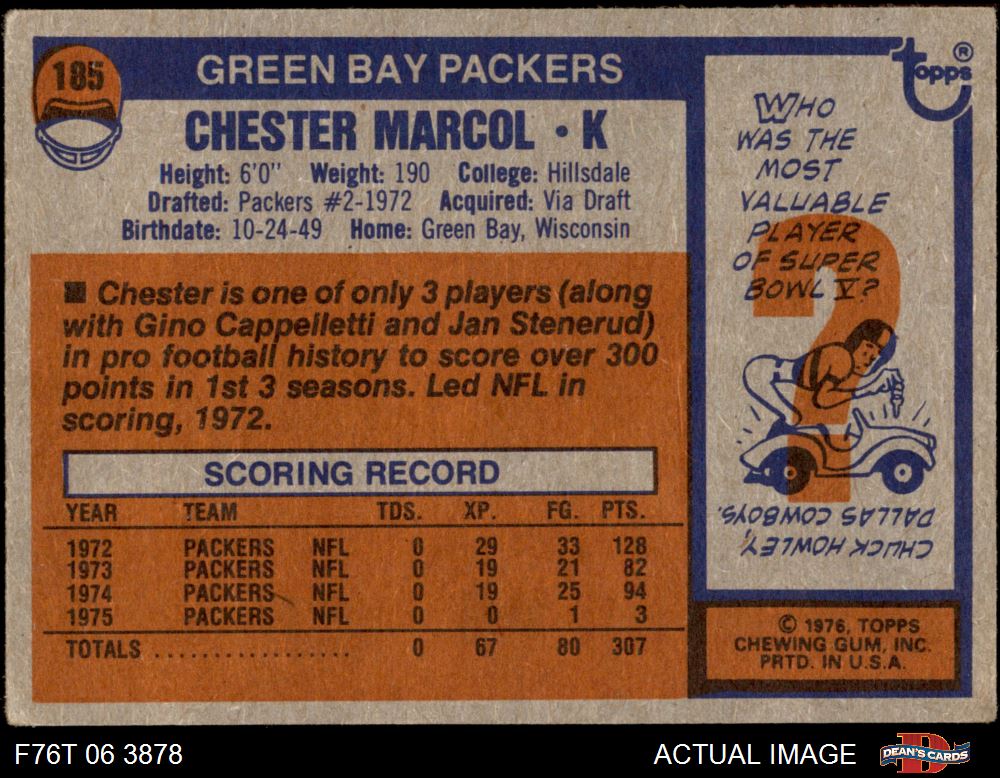 185
GREEN BAY PACKERS
CHESTER MARCOL • K
Height: 6'0" Weight: 190 College: Hillsdale
Drafted: Packers #2-1972 Acquired: Via Draft
Birthdate: 10-24-49 Home: Green Bay, Wisconsin
■ Chester is one of only 3 players (along
with Gino Cappelletti and Jan Stenerud)
in pro football history to score over 300
points in 1st 3 seasons. Led NFL in
scoring, 1972.
SCORING RECORD
YEAR TEAM TDS. XP. FG. PTS.
1972 PACKERS NFL 0 29 33 128
1973 PACKERS NFL 0 19 21 82
1974 PACKERS NFL 0 19 25 94
1975 PACKERS NFL 0 0 1 3
TOTALS .................. 0 67 80 307
Topps®
WHO
WAS THE
MOST
VALUABLE
PLAYER
OF SUPER
BOWL V?
CHUCK HOWLEY,
DALLAS COWBOYS.
© 1976, TOPPS
CHEWING GUM, INC.
PRTD. IN U.S.A.
F76T 06 3878
ACTUAL IMAGE
D
DEAN'S CARDS